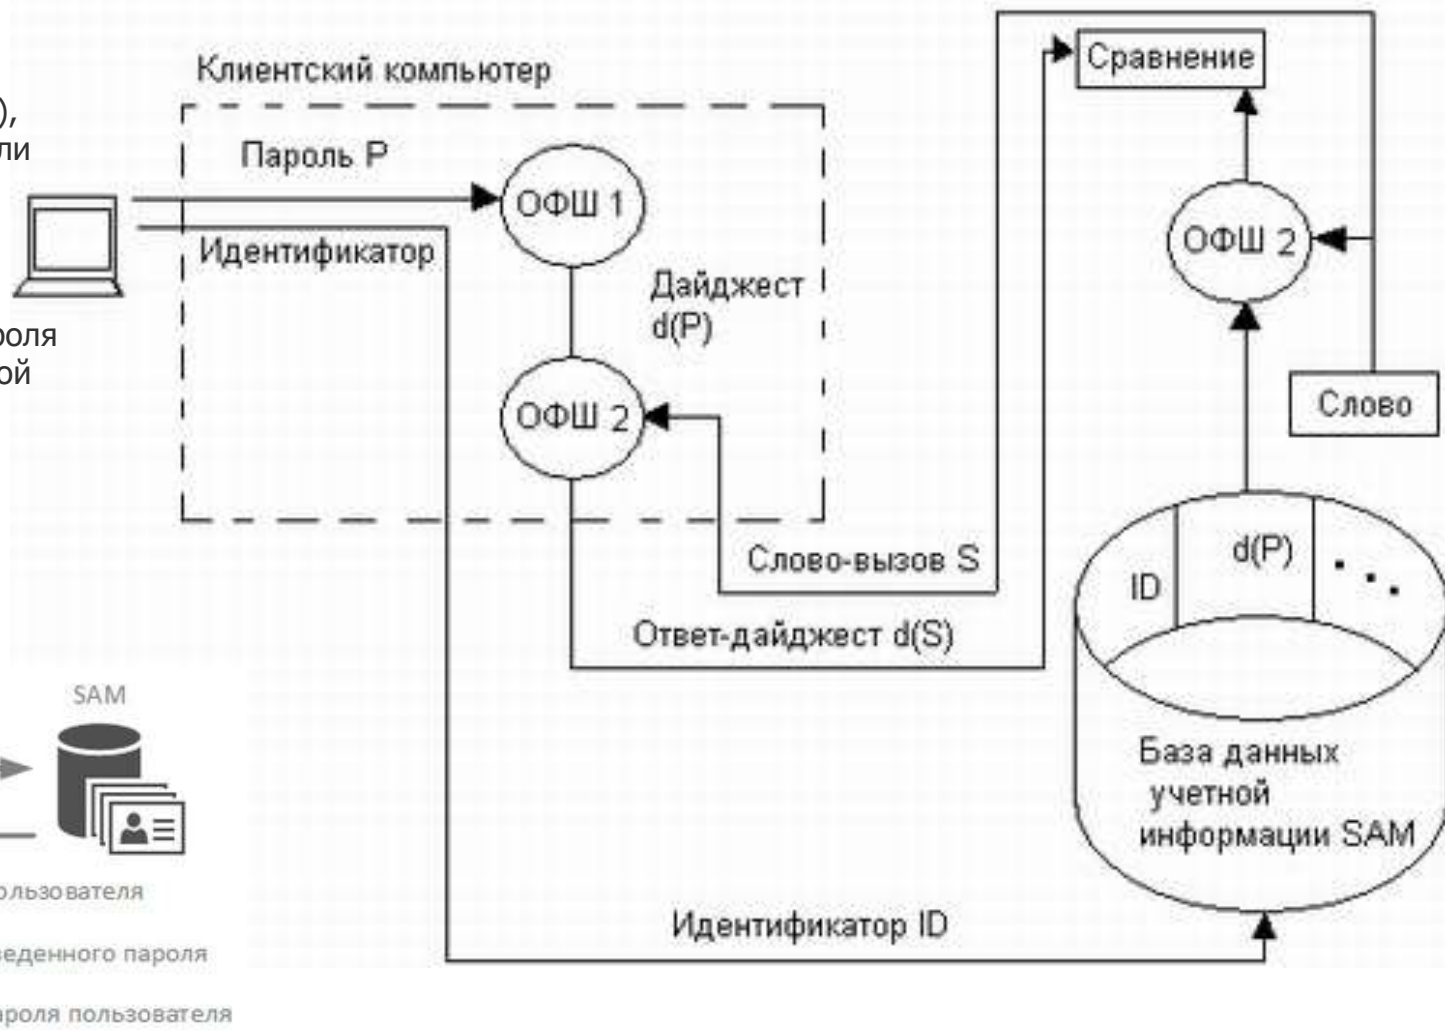 Клиентский компьютер
Сравнение
),
ли
Пароль Р
ОФШ 1
Идентификатор
ОФШ 2
Дайджест
d(P)
роля
ой
ОФШ 2
Слово
Слово-вызов S
Ответ-дайджест d(S)
ID
d(P)
SAM
База данных
учетной
информации SAM
ользователя
Идентификатор ID
веденного пароля
ароля пользователя